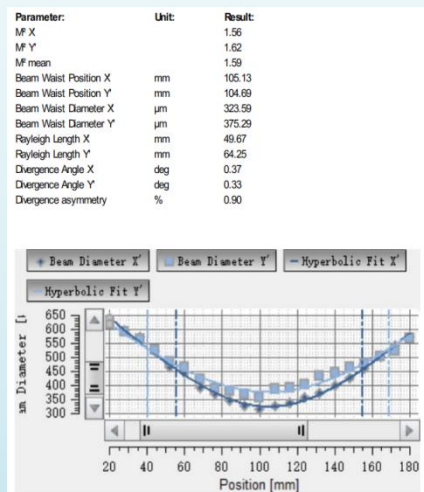 Parameter: Unit: Result:
M² X 1.56
M² Y' 1.62
M² mean 1.59
Beam Waist Position X mm 105.13
Beam Waist Position Y' mm 104.69
Beam Waist Diameter X µm 323.59
Beam Waist Diameter Y' µm 375.29
Rayleigh Length X mm 49.67
Rayleigh Length Y' mm 64.25
Divergence Angle X deg 0.37
Divergence Angle Y' deg 0.33
Divergence asymmetry % 0.90
Beam Diameter X' Beam Diameter Y' Hyperbolic Fit X'
Hyperbolic Fit Y'
Diameter
650
600
550
500
450
400
350
300
20 40 60 80 100 120 140 160 180
Position [mm]